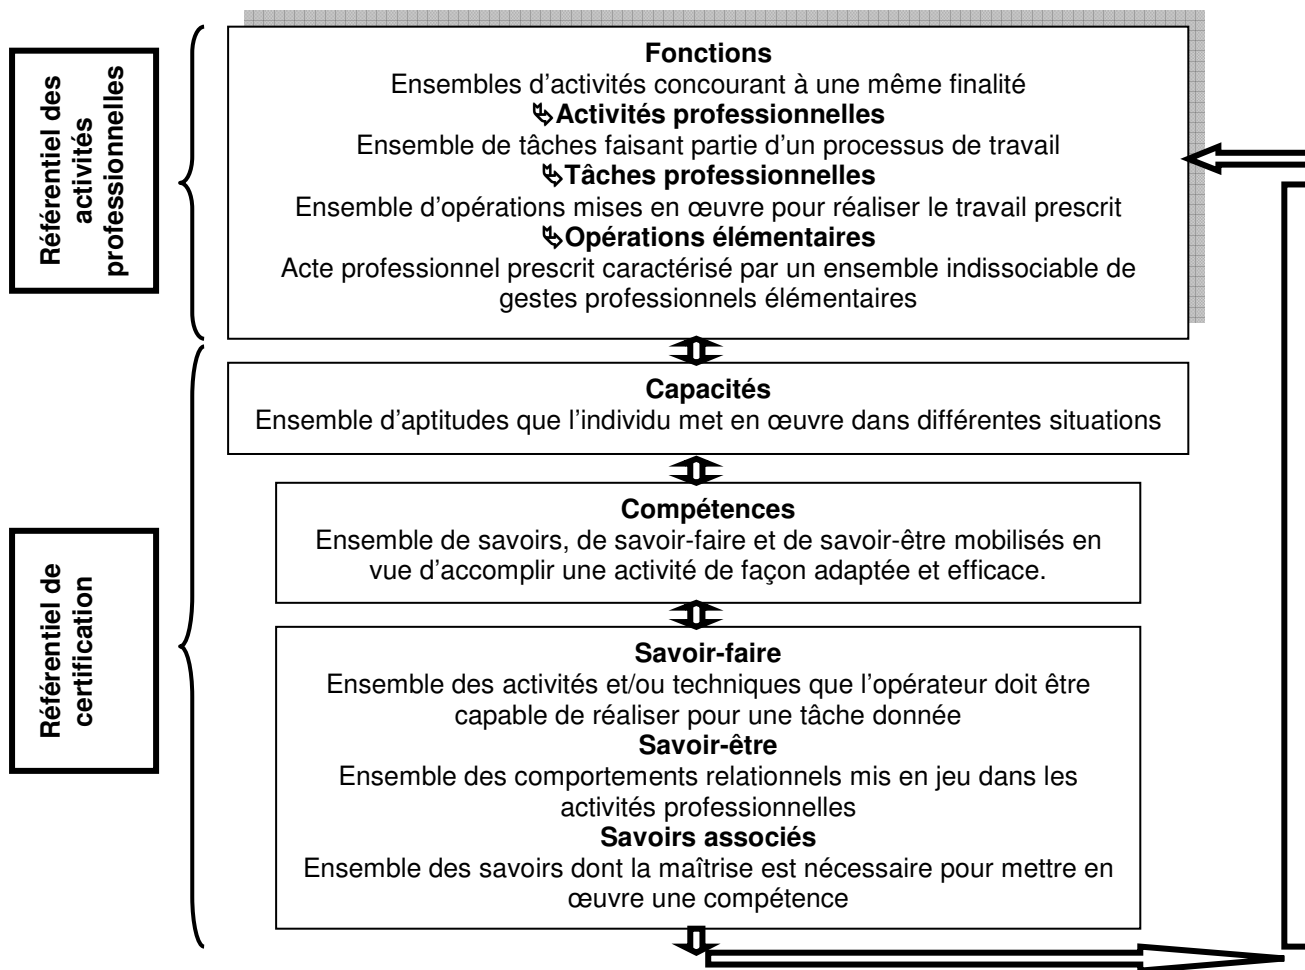 Référentiel des
activités
professionnelles
Fonctions
Ensembles d’activités concourant à une même finalité
Activités professionnelles
Ensemble de tâches faisant partie d’un processus de travail
Tâches professionnelles
Ensemble d’opérations mises en œuvre pour réaliser le travail prescrit
Opérations élémentaires
Acte professionnel prescrit caractérisé par un ensemble indissociable de
gestes professionnels élémentaires
Référentiel de
certification
Capacités
Ensemble d’aptitudes que l’individu met en œuvre dans différentes situations
Compétences
Ensemble de savoirs, de savoir-faire et de savoir-être mobilisés en
vue d’accomplir une activité de façon adaptée et efficace.
Savoir-faire
Ensemble des activités et/ou techniques que l’opérateur doit être
capable de réaliser pour une tâche donnée
Savoir-être
Ensemble des comportements relationnels mis en jeu dans les
activités professionnelles
Savoirs associés
Ensemble des savoirs dont la maîtrise est nécessaire pour mettre en
œuvre une compétence